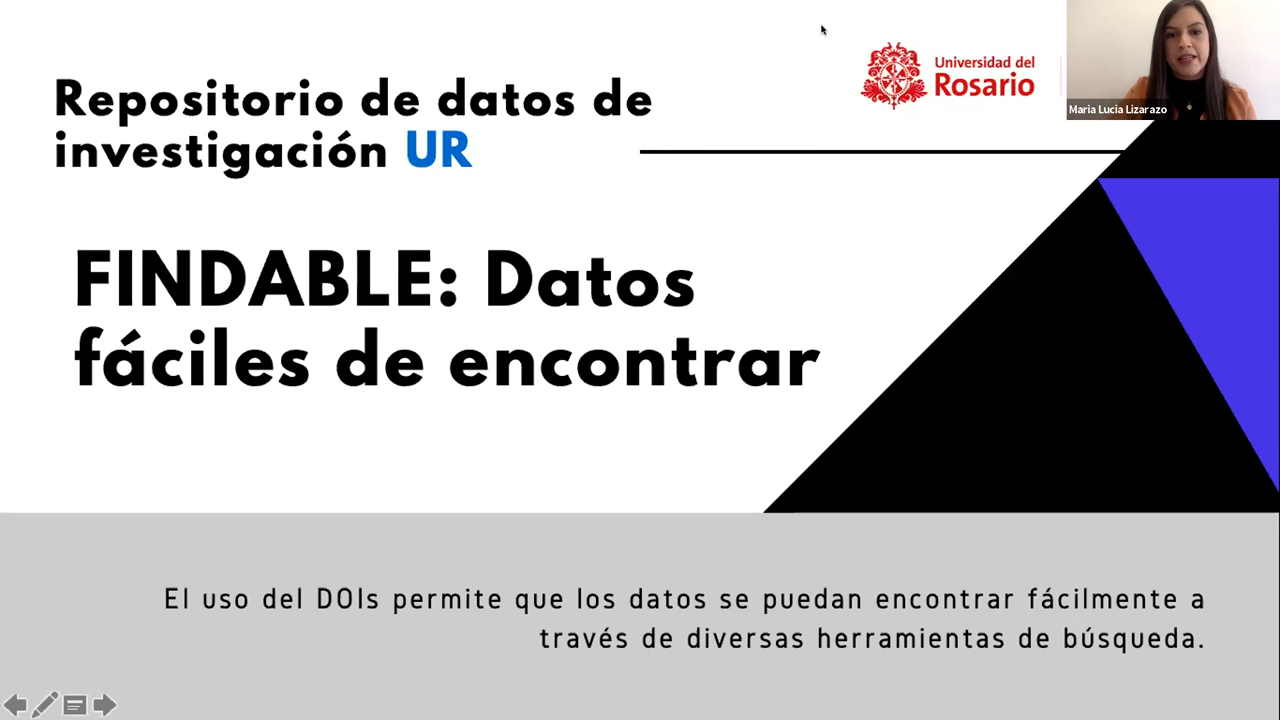 Repositorio de datos de
investigación UR
Universidad del
Rosario
Maria Lucia Lizarazo
FINDABLE: Datos
fáciles de encontrar
El uso del DOIs permite que los datos se puedan encontrar fácilmente a
través de diversas herramientas de búsqueda.